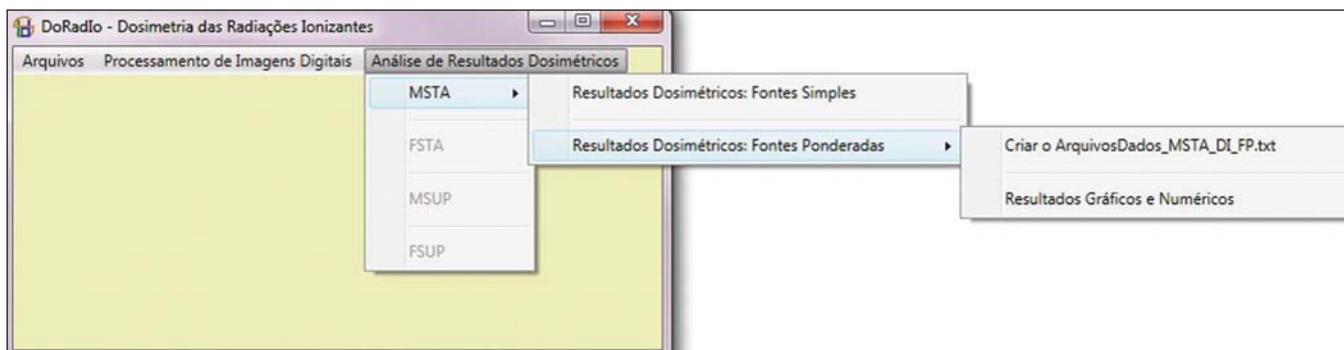 DoRadIo - Dosimetria das Radiações Ionizantes
Arquivos Processamento de Imagens Digitais Análise de Resultados Dosimétricos
MSTA
Resultados Dosimétricos: Fontes Simples
FSTA
Resultados Dosimétricos: Fontes Ponderadas
Criar o ArquivosDados_MSTA_DI_FP.txt
MSUP
Resultados Gráficos e Numéricos
FSUP